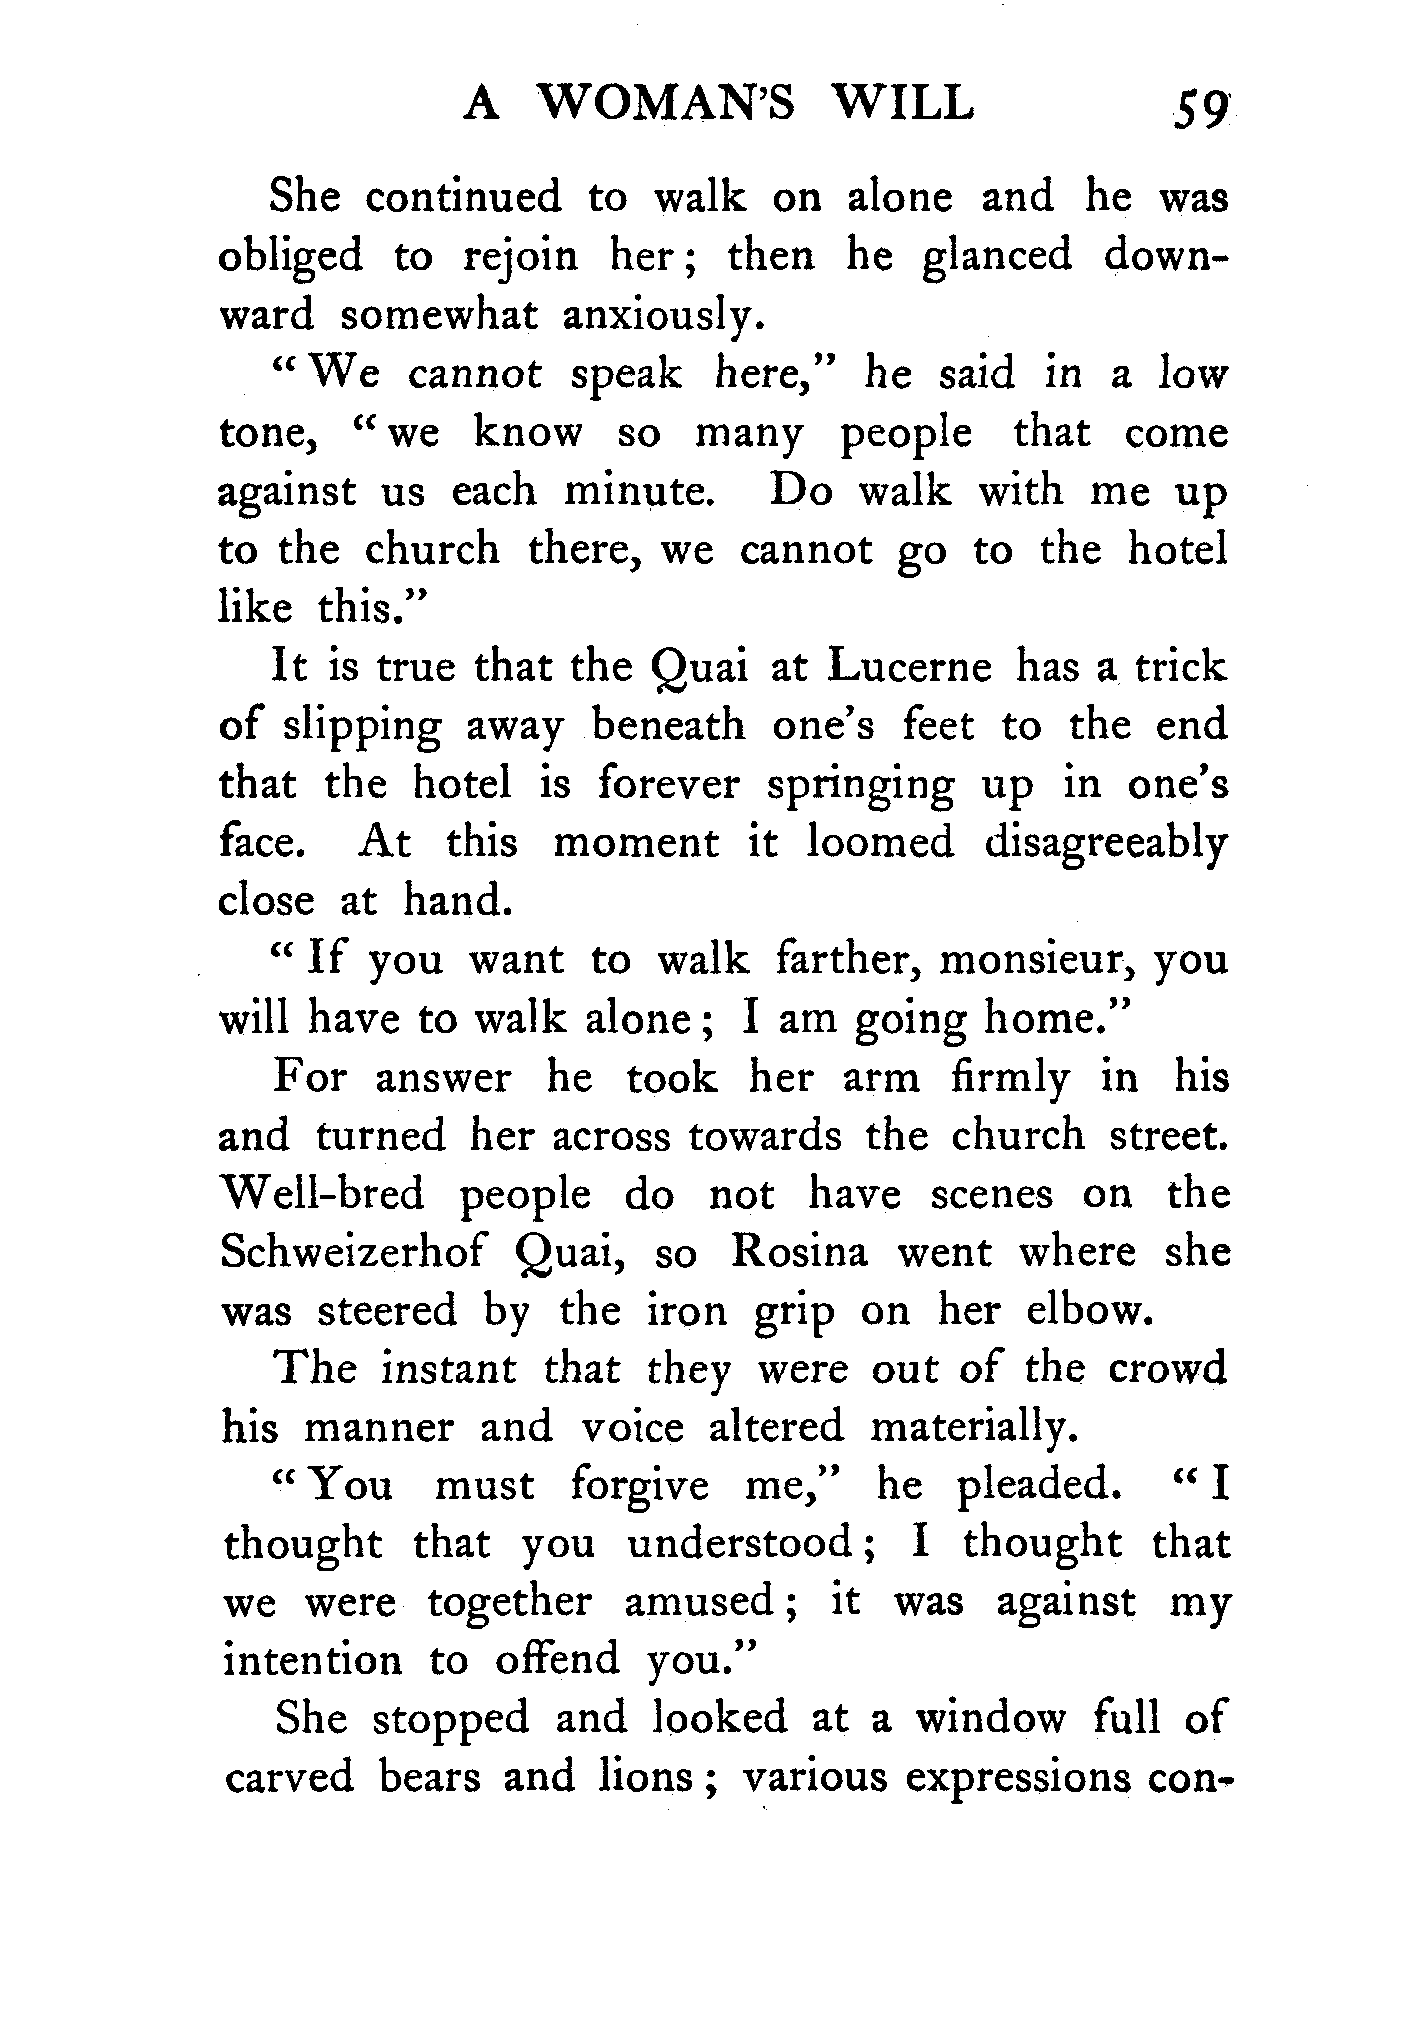 A WOMAN'S WILL 59
She continued to walk on alone and he was
obliged to rejoin her; then he glanced down-
ward somewhat anxiously.
"We cannot speak here," he said in a low
tone, "we know so many people that come
against us each minute. Do walk with me up
to the church there, we cannot go to the hotel
like this."
It is true that the Quai at Lucerne has a trick
of slipping away beneath one's feet to the end
that the hotel is forever springing up in one's
face. At this moment it loomed disagreeably
close at hand.
"If you want to walk farther, monsieur, you
will have to walk alone; I am going home."
For answer he took her arm firmly in his
and turned her across towards the church street.
Well-bred people do not have scenes on the
Schweizerhof Quai, so Rosina went where she
was steered by the iron grip on her elbow.
The instant that they were out of the crowd
his manner and voice altered materially.
"You must forgive me," he pleaded. "I
thought that you understood; I thought that
we were together amused; it was against my
intention to offend you."
She stopped and looked at a window full of
carved bears and lions; various expressions con-